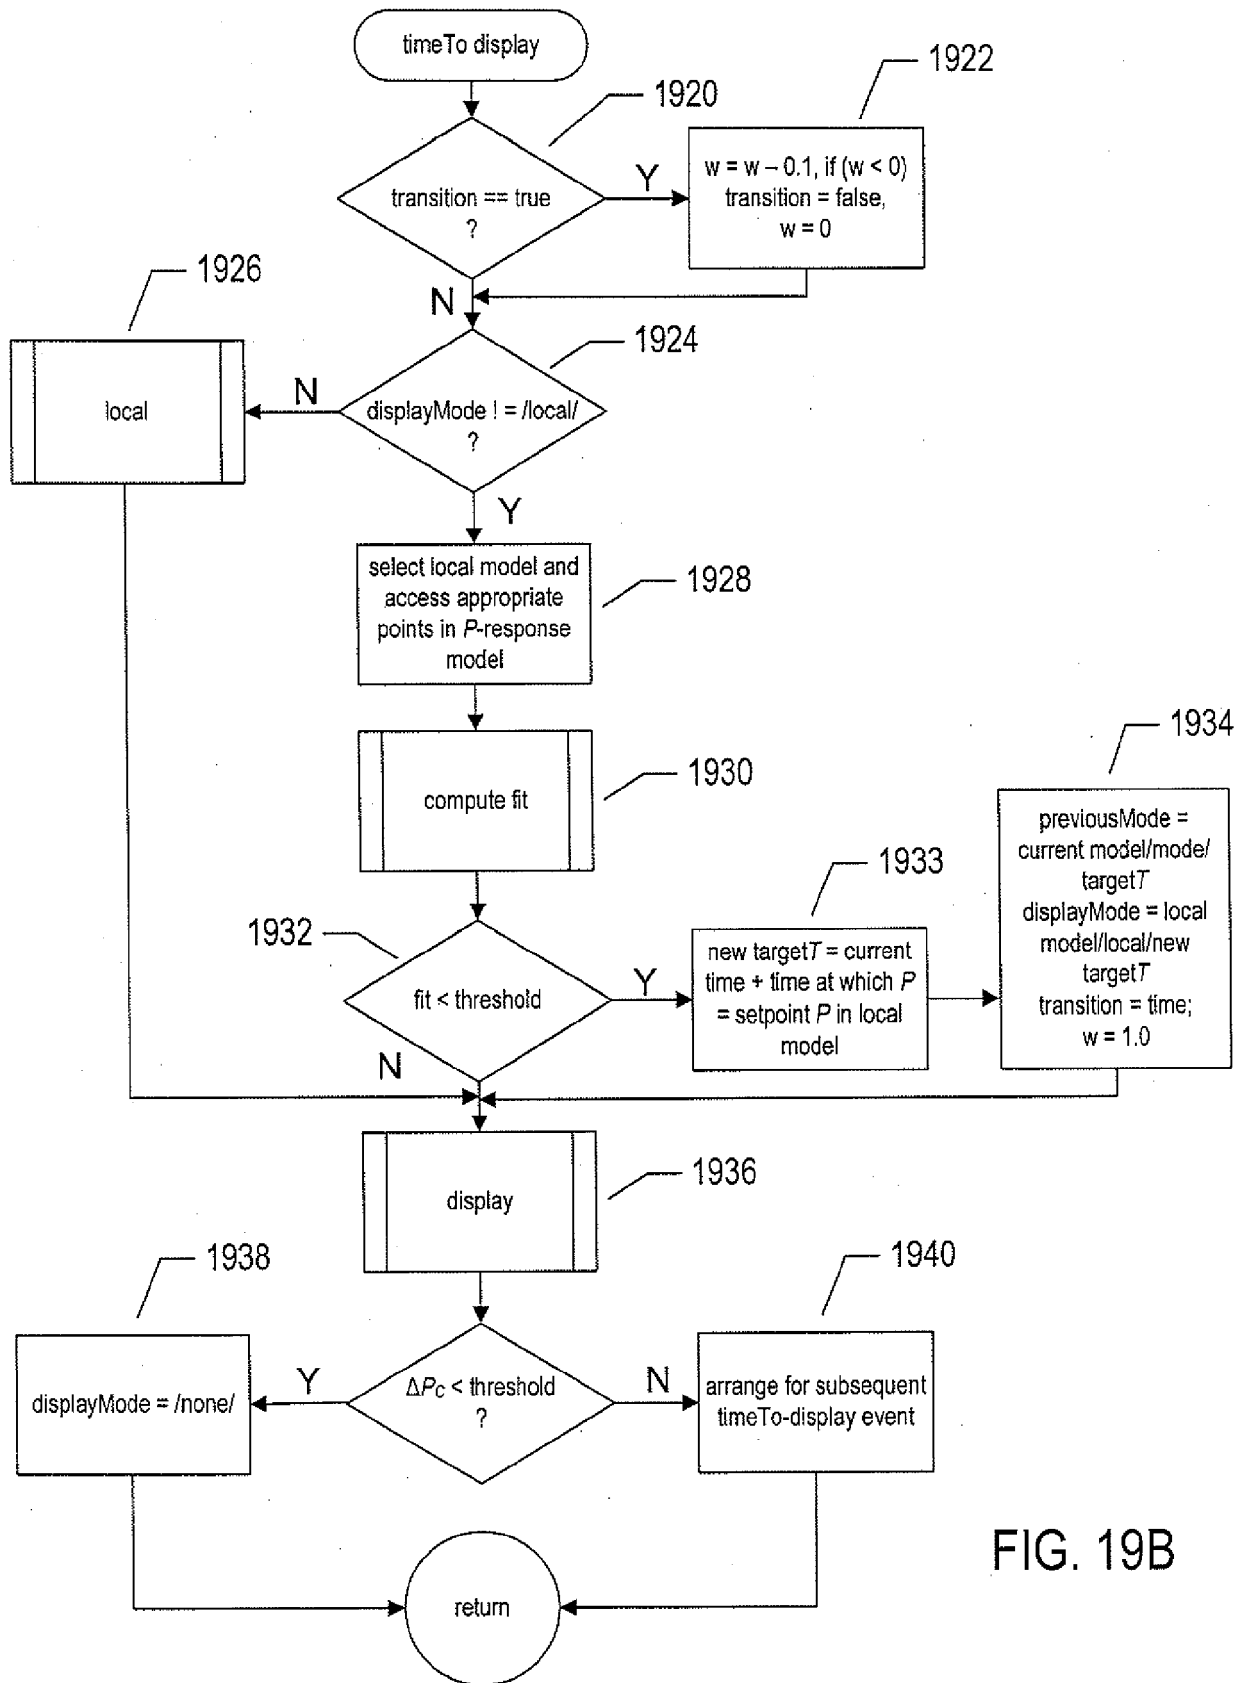 timeTo display
1920
1922
transition == true
?
Y
w = w – 0.1, if (w < 0)
transition = false,
w = 0
N
1926
1924
local
N
displayMode ! = /local/
?
Y
select local model and
access appropriate
points in P-response
model
1928
compute fit
1930
1934
previousMode =
current model/mode/
targetT
displayMode = local
model/local/new
targetT
transition = time;
w = 1.0
1933
1932
fit < threshold
Y
new targetT = current
time + time at which P
= setpoint P in local
model
N
display
1936
1938
1940
displayMode = /none/
Y
ΔPc < threshold
?
N
arrange for subsequent
timeTo-display event
return
FIG. 19B